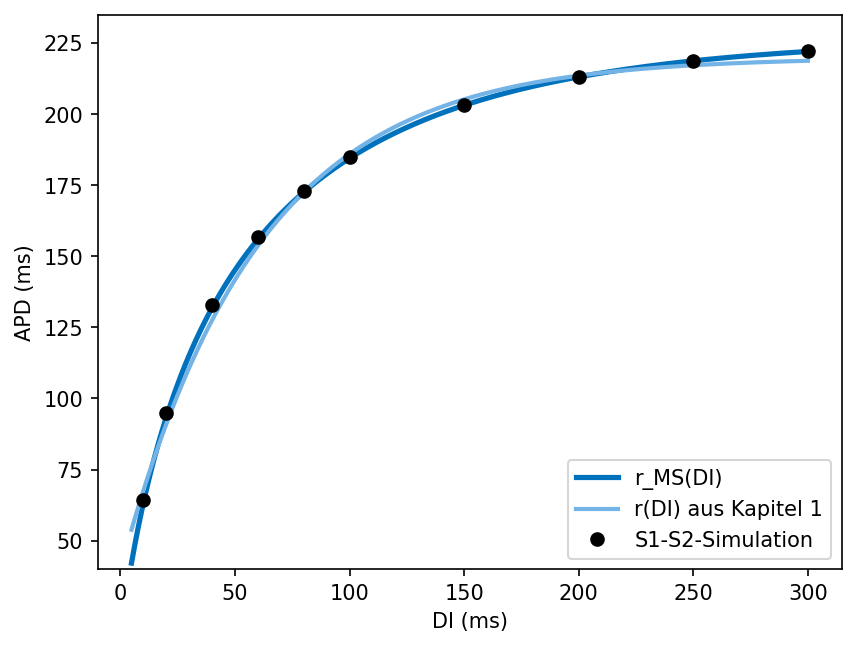 225
200
175
150
125
100
75
50
APD (ms)
0 50 100 150 200 250 300
DI (ms)
r_MS(DI)
r(DI) aus Kapitel 1
S1-S2-Simulation